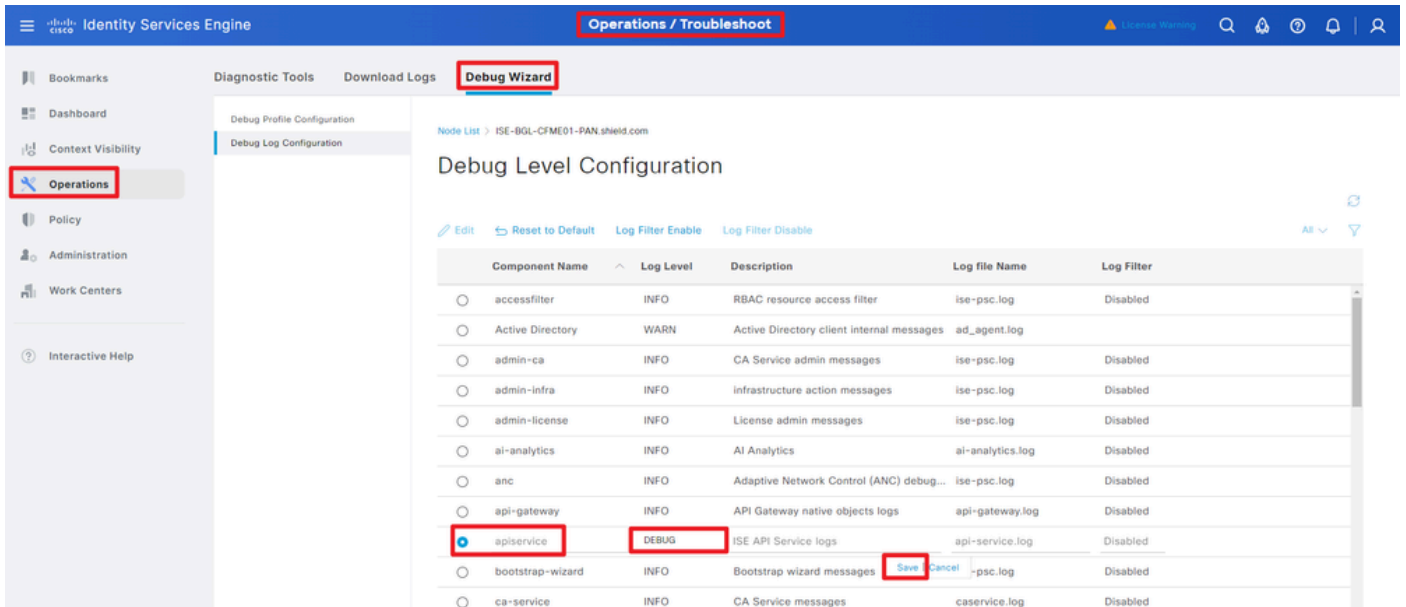 cisco Identity Services Engine
Operations / Troubleshoot
License Warning
Bookmarks
Dashboard
Context Visibility
Operations
Policy
Administration
Work Centers
Interactive Help
Diagnostic Tools Download Logs Debug Wizard
Debug Profile Configuration
Debug Log Configuration
Node List > ISE-BGL-CFME01-PAN.shield.com
Debug Level Configuration
Edit Reset to Default Log Filter Enable Log Filter Disable All
Component Name Log Level Description Log file Name Log Filter
accessfilter INFO RBAC resource access filter ise-psc.log Disabled
Active Directory WARN Active Directory client internal messages ad_agent.log
admin-ca INFO CA Service admin messages ise-psc.log Disabled
admin-infra INFO infrastructure action messages ise-psc.log Disabled
admin-license INFO License admin messages ise-psc.log Disabled
ai-analytics INFO AI Analytics ai-analytics.log Disabled
anc INFO Adaptive Network Control (ANC) debug... ise-psc.log Disabled
api-gateway INFO API Gateway native objects logs api-gateway.log Disabled
apiservice DEBUG ISE API Service logs api-service.log Disabled
Save | Cancel
bootstrap-wizard INFO Bootstrap wizard messages -psc.log Disabled
ca-service INFO CA Service messages caservice.log Disabled